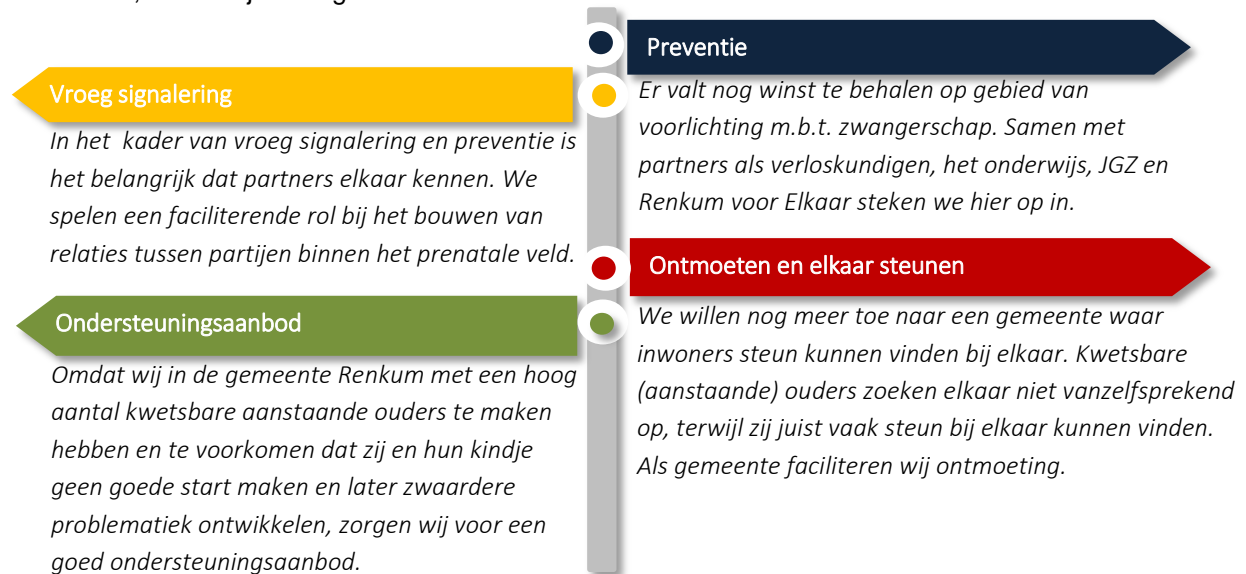 Preventie
Er valt nog winst te behalen op gebied van
voorlichting m.b.t. zwangerschap. Samen met
partners als verloskundigen, het onderwijs, JGZ en
Renkum voor Elkaar steken we hier op in.
Vroeg signalering
In het  kader van vroeg signalering en preventie is
het belangrijk dat partners elkaar kennen. We
spelen een faciliterende rol bij het bouwen van
relaties tussen partijen binnen het prenatale veld.
Ontmoeten en elkaar steunen
We willen nog meer toe naar een gemeente waar
inwoners steun kunnen vinden bij elkaar. Kwetsbare
(aanstaande) ouders zoeken elkaar niet vanzelfsprekend
op, terwijl zij juist vaak steun bij elkaar kunnen vinden.
Als gemeente faciliteren wij ontmoeting.
Ondersteuningsaanbod
Omdat wij in de gemeente Renkum met een hoog
aantal kwetsbare aanstaande ouders te maken
hebben en te voorkomen dat zij en hun kindje
geen goede start maken en later zwaardere
problematiek ontwikkelen, zorgen wij voor een
goed ondersteuningsaanbod.